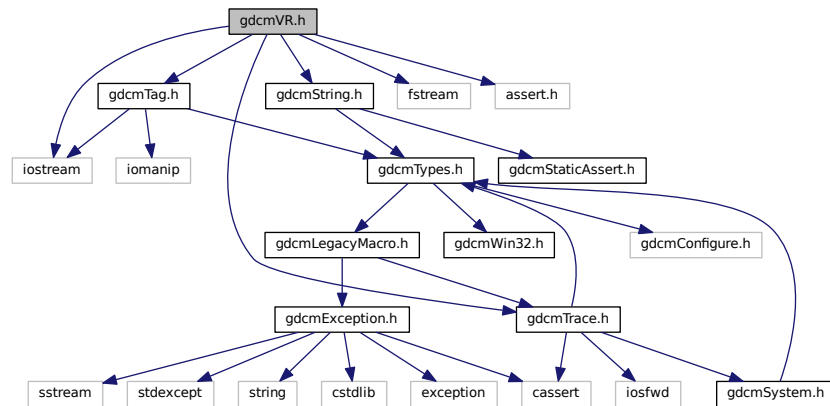 gdcmVR.h
gdcmTag.h
gdcmString.h
fstream
assert.h
iostream
iomanip
gdcmTypes.h
gdcmStaticAssert.h
gdcmLegacyMacro.h
gdcmWin32.h
gdcmConfigure.h
gdcmException.h
gdcmTrace.h
sstream
stdexcept
string
cstdlib
exception
cassert
iosfwd
gdcmSystem.h